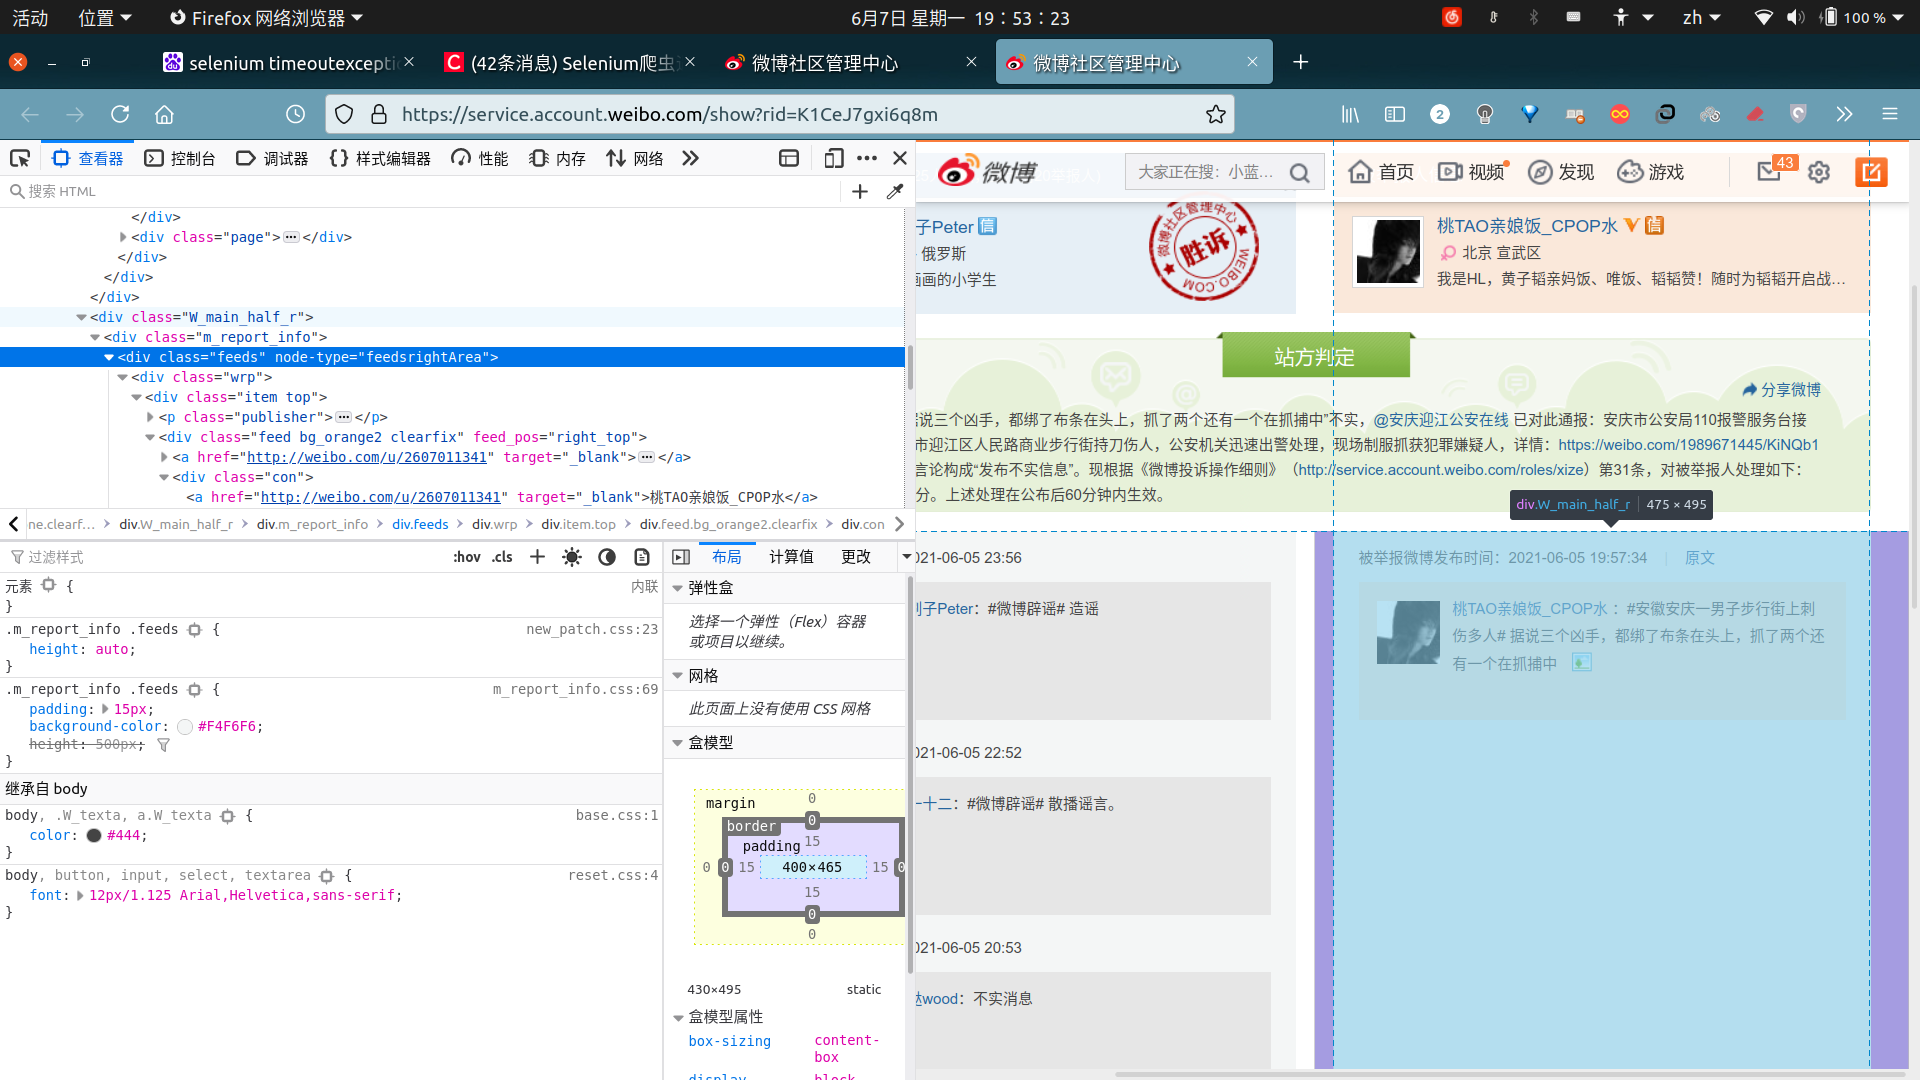 活动 位置 Firefox 网络浏览器 6月7日 星期一 19：53：23 zh 100 %
selenium timeoutexceptio (42条消息) Selenium爬虫 微博社区管理中心 微博社区管理中心
https://service.account.weibo.com/show?rid=K1CeJ7gxi6q8m 2
查看器 控制台 调试器 样式编辑器 性能 内存 网络
搜索 HTML
</div>
<div class="page"></div>
</div>
</div>
</div>
<div class="W_main_half_r">
<div class="m_report_info">
<div class="feeds" node-type="feedsrightArea">
<div class="wrp">
<div class="item top">
<p class="publisher"></p>
<div class="feed bg_orange2 clearfix" feed_pos="right_top">
<a href="http://weibo.com/u/2607011341" target="_blank"></a>
<div class="con">
<a href="http://weibo.com/u/2607011341" target="_blank">桃TAO亲娘饭_CPOP水</a>
ne.clearf… div.W_main_half_r div.m_report_info div.feeds div.wrp div.item.top div.feed.bg_orange2.clearfix div.con
过滤样式 :hov .cls
元素 { 内联
}
.m_report_info .feeds { new_patch.css:23
height: auto;
}
.m_report_info .feeds { m_report_info.css:69
padding: 15px;
background-color: #F4F6F6;
height: 500px;
}
继承自 body
body, .W_texta, a.W_texta { base.css:1
color: #444;
}
body, button, input, select, textarea { reset.css:4
font: 12px/1.125 Arial,Helvetica,sans-serif;
}
布局 计算值 更改
弹性盒
选择一个弹性（Flex）容器
或项目以继续。
网格
此页面上没有使用 CSS 网格
盒模型
margin 0
border 0
padding 15
0 0 15 400×465 15 0
15
0
0
430×495 static
盒模型属性
box-sizing content-box
display block
微博 大家正在搜：小蓝... 首页 视频 发现 游戏 43
子Peter 信
俄罗斯
画画的小学生
微博社区管理中心
胜诉
WEIBO.COM
桃TAO亲娘饭_CPOP水 信
北京 宣武区
我是HL，黄子韬亲妈饭、唯饭、韬韬赞！随时为韬韬开启战...
站方判定
分享微博
据说三个凶手，都绑了布条在头上，抓了两个还有一个在抓捕中”不实，@安庆迎江公安在线 已对此通报：安庆市公安局110报警服务台接
市迎江区人民路商业步行街持刀伤人，公安机关迅速出警处理，现场制服抓获犯罪嫌疑人，详情：https://weibo.com/1989671445/KiNQb1
言论构成“发布不实信息”。现根据《微博投诉操作细则》（http://service.account.weibo.com/roles/xize）第31条，对被举报人处理如下：
分。上述处理在公布后60分钟内生效。
div.W_main_half_r 475 × 495
021-06-05 23:56
子Peter：#微博辟谣# 造谣
021-06-05 22:52
一十二：#微博辟谣# 散播谣言。
021-06-05 20:53
wood：不实消息
被举报微博发布时间：2021-06-05 19:57:34 | 原文
桃TAO亲娘饭_CPOP水 ：#安徽安庆一男子步行街上刺
伤多人# 据说三个凶手，都绑了布条在头上，抓了两个还
有一个在抓捕中